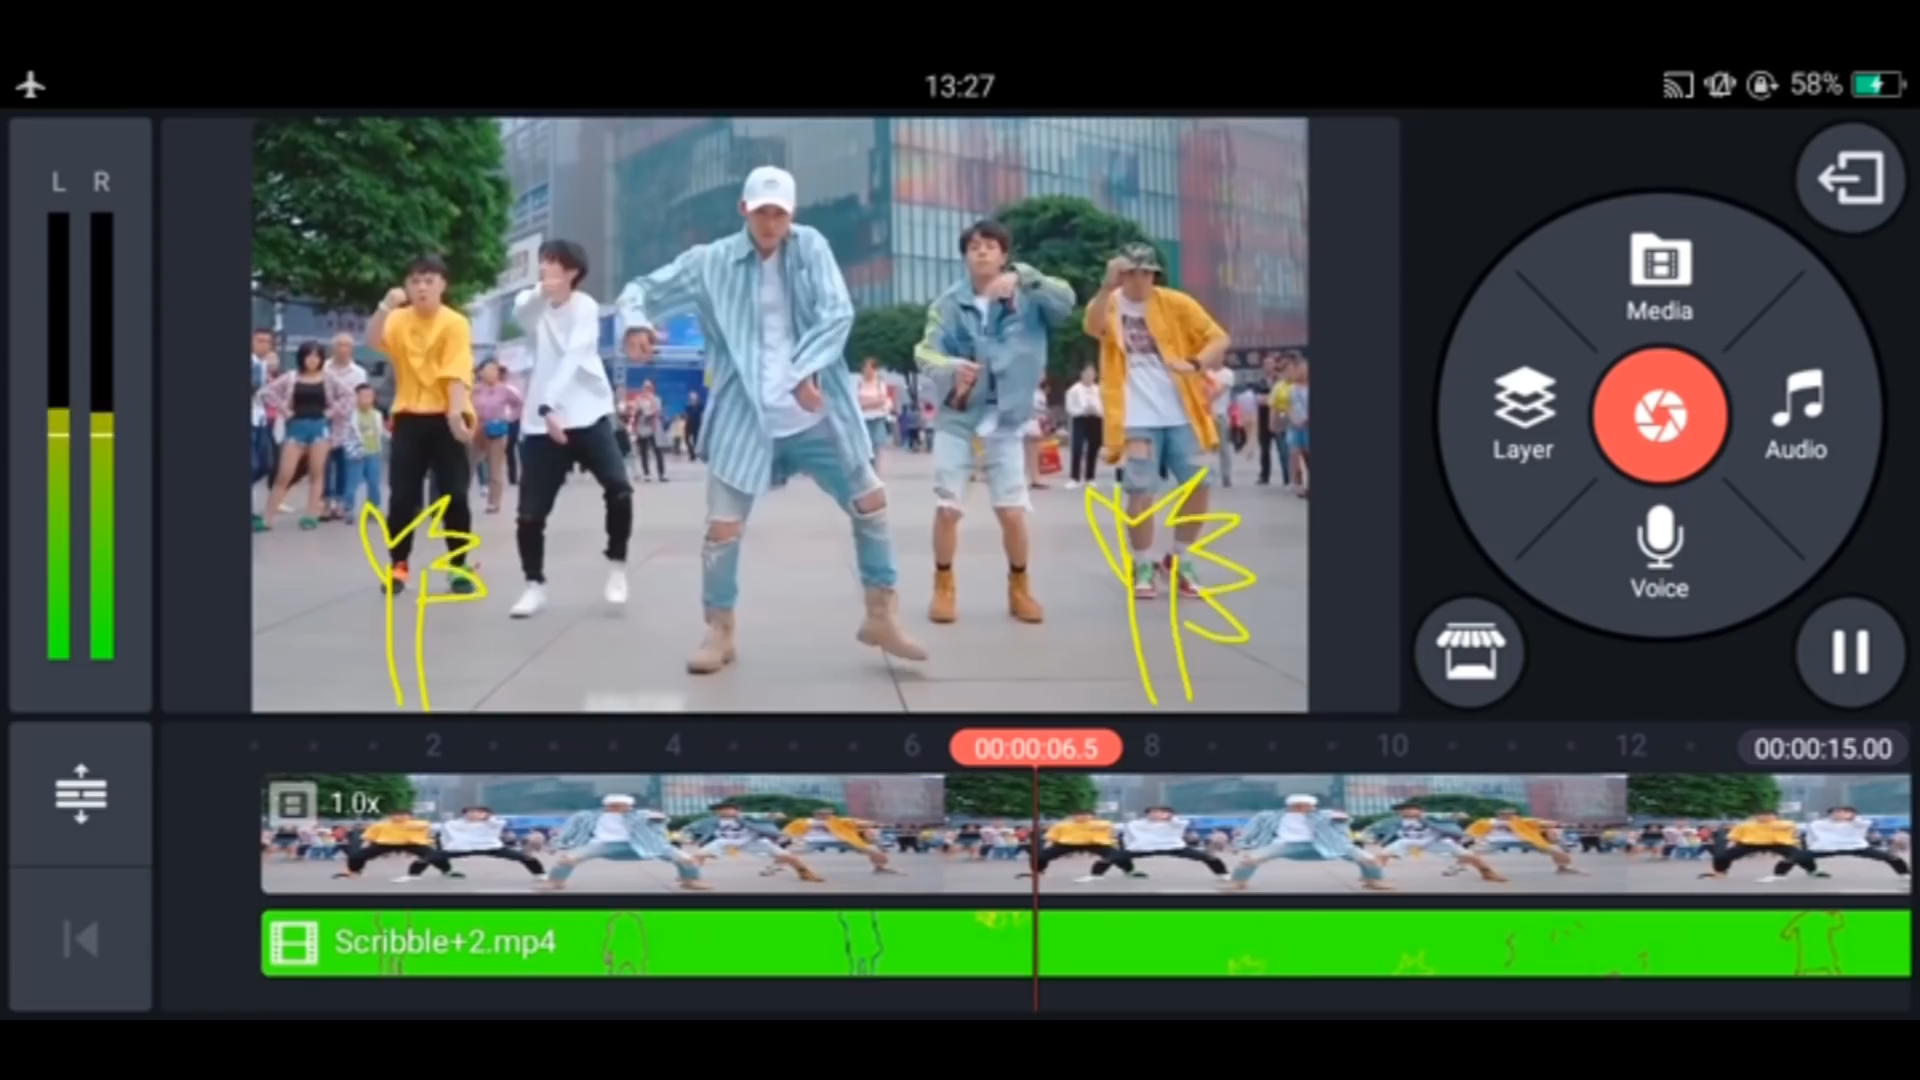 13:27
58%
L R
Media
Layer
Audio
Voice
2 4 6 00:00:06.5 8 10 12 00:00:15.00
1.0x
Scribble+2.mp4